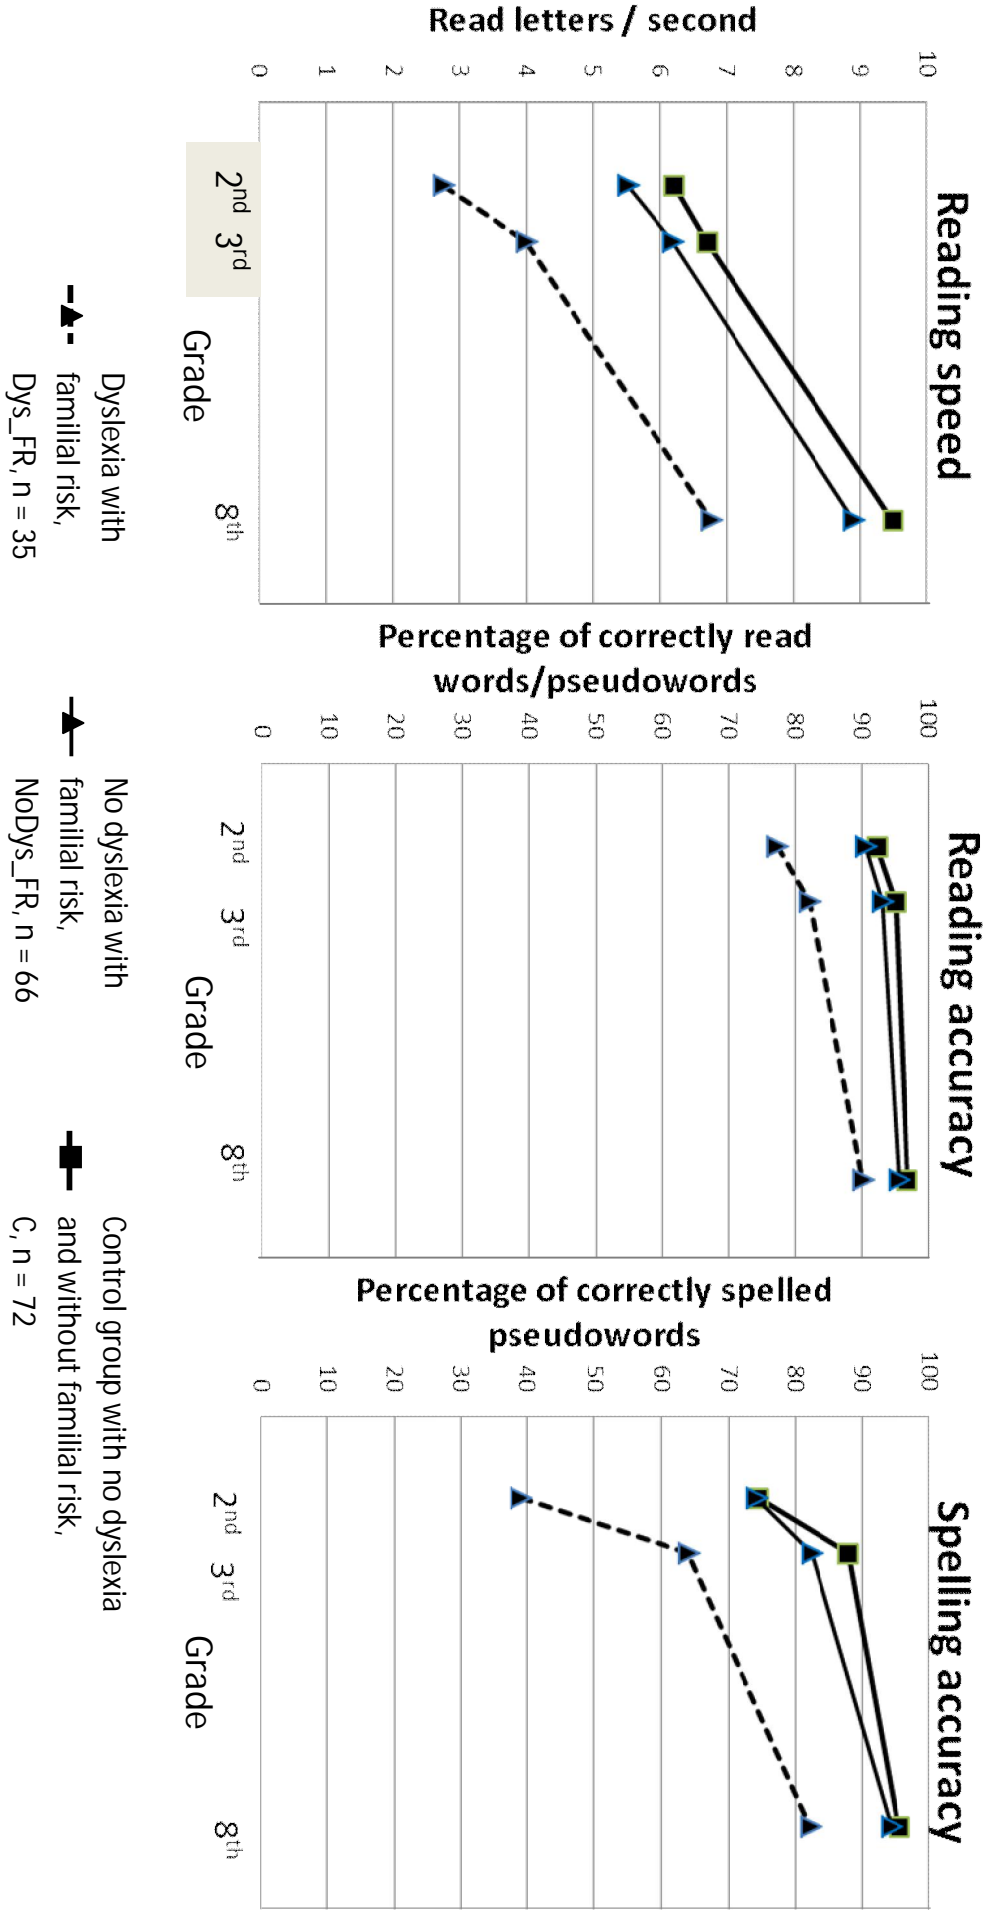 Reading speed
Read letters / second
10
9
8
7
6
5
4
3
2
1
0
2nd 3rd
8th
Grade
Reading accuracy
Percentage of correctly read
words/pseudowords
100
90
80
70
60
50
40
30
20
10
0
2nd 3rd
8th
Grade
Spelling accuracy
Percentage of correctly spelled
pseudowords
100
90
80
70
60
50
40
30
20
10
0
2nd 3rd
8th
Grade
Dyslexia with
familial risk,
Dys_FR, n = 35
No dyslexia with
familial risk,
NoDys_FR, n = 66
Control group with no dyslexia
and without familial risk,
C, n = 72